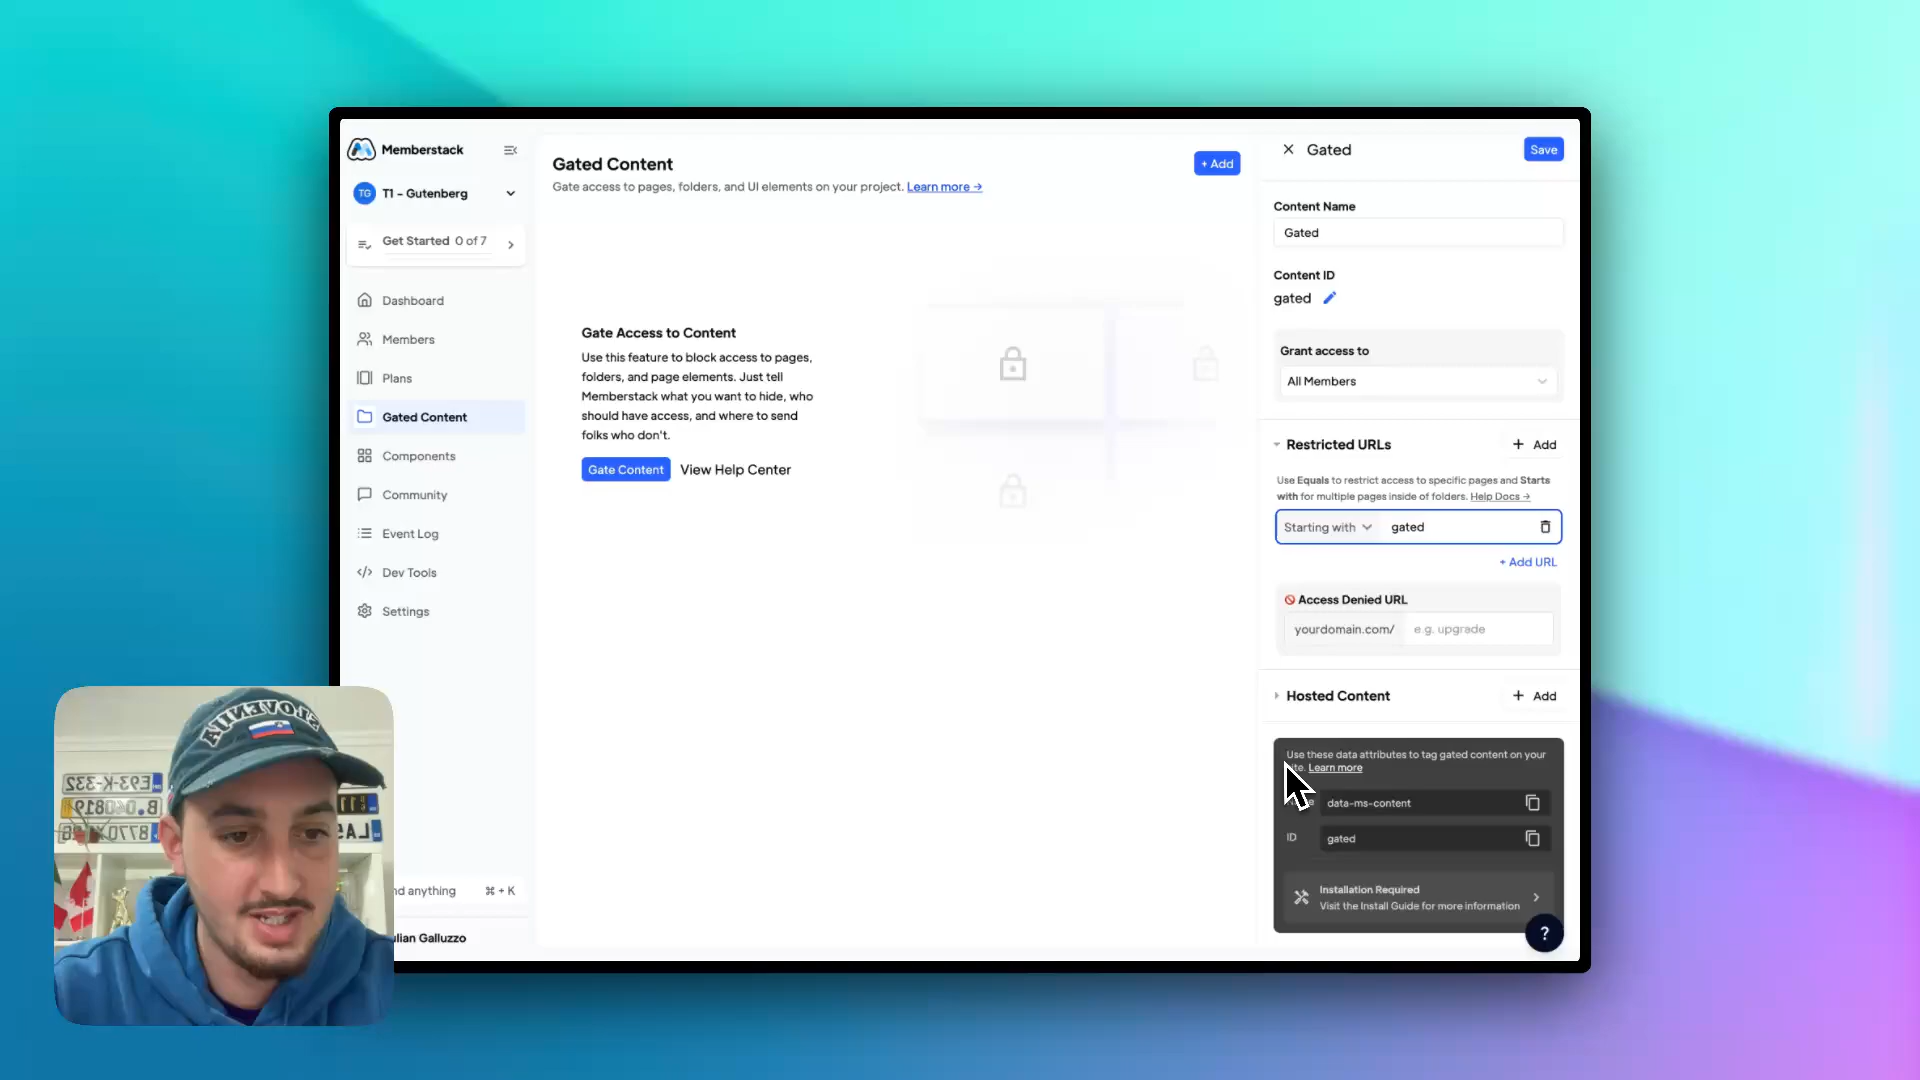 Memberstack
TG T1 - Gutenberg
Get Started 0 of 7
Dashboard
Members
Plans
Gated Content
Components
Community
Event Log
Dev Tools
Settings
anything ⌘ + K
Galluzzo
Gated Content
Gate access to pages, folders, and UI elements on your project. Learn more →
+ Add
Gate Access to Content
Use this feature to block access to pages,
folders, and page elements. Just tell
Memberstack what you want to hide, who
should have access, and where to send
folks who don't.
Gate Content View Help Center
Gated
Save
Content Name
Gated
Content ID
gated
Grant access to
All Members
Restricted URLs
+ Add
Use Equals to restrict access to specific pages and Starts
with for multiple pages inside of folders. Help Docs →
Starting with gated
+ Add URL
Access Denied URL
yourdomain.com/ e.g. upgrade
Hosted Content
+ Add
Use these data attributes to tag gated content on your
Learn more
data-ms-content
ID gated
Installation Required
Visit the Install Guide for more information
?
SLOVENIJA